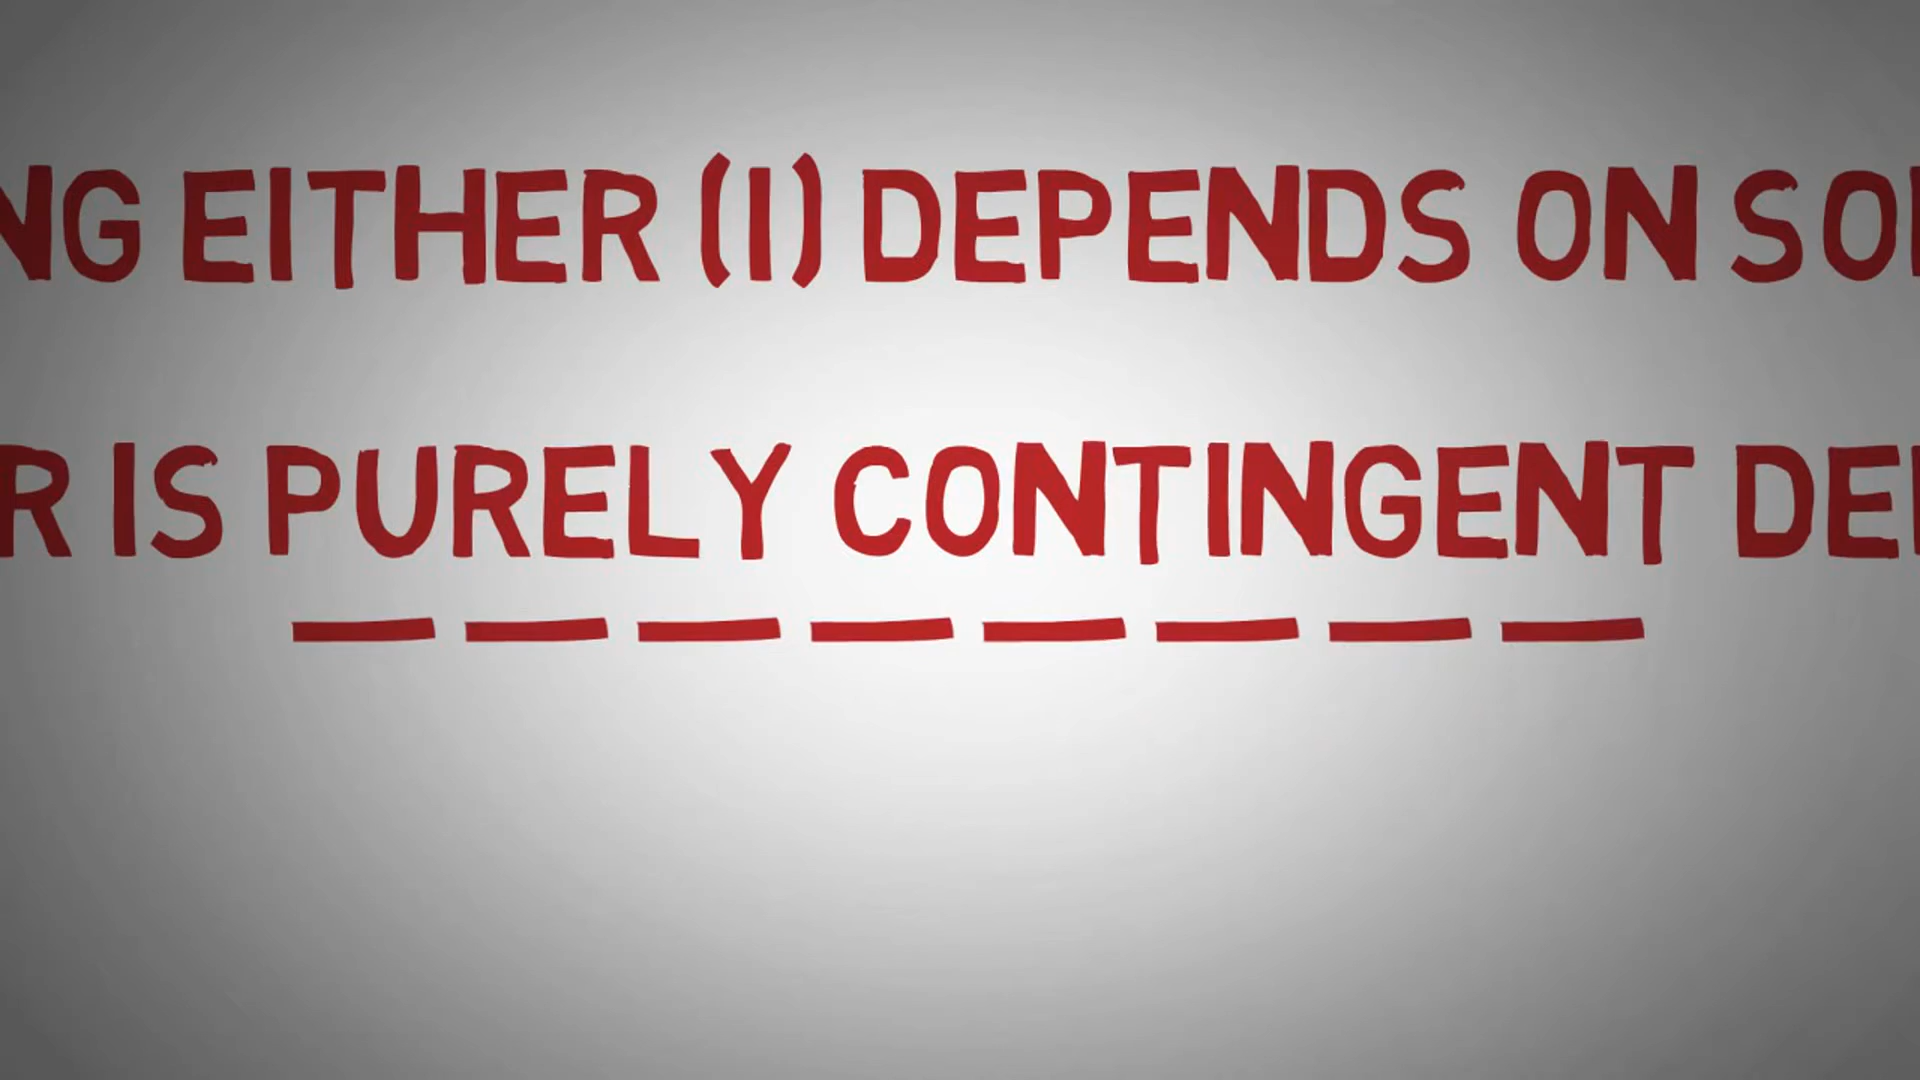 NG EITHER (I) DEPENDS ON SO
R IS PURELY CONTINGENT DE